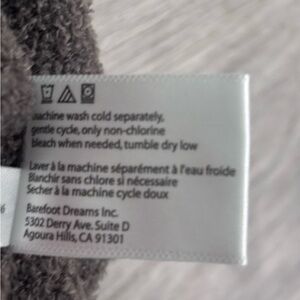 machine wash cold separately,
gentle cycle, only non-chlorine
bleach when needed, tumble dry low
Laver à la machine séparément à l'eau froide
Blanchir sans chlore si nécessaire
Secher à la machine cycle doux
Barefoot Dreams Inc.
5302 Derry Ave. Suite D
Agoura Hills, CA 91301
6